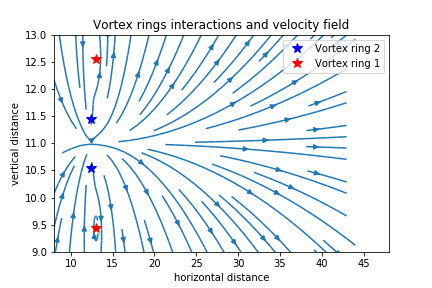 Vortex rings interactions and velocity field
Vortex ring 2
Vortex ring 1
vertical distance
13.0
12.5
12.0
11.5
11.0
10.5
10.0
9.5
9.0
10 15 20 25 30 35 40 45
horizontal distance